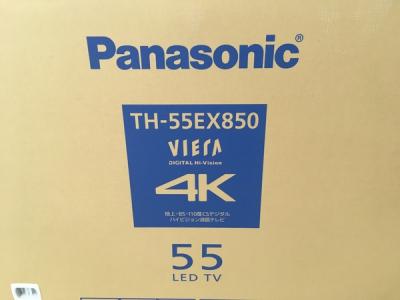 Panasonic®
TH-55EX850
VIErA
DIGITAL Hi-Vision
4K
地上・BS・110度CSデジタル
ハイビジョン液晶テレビ
55
LED TV